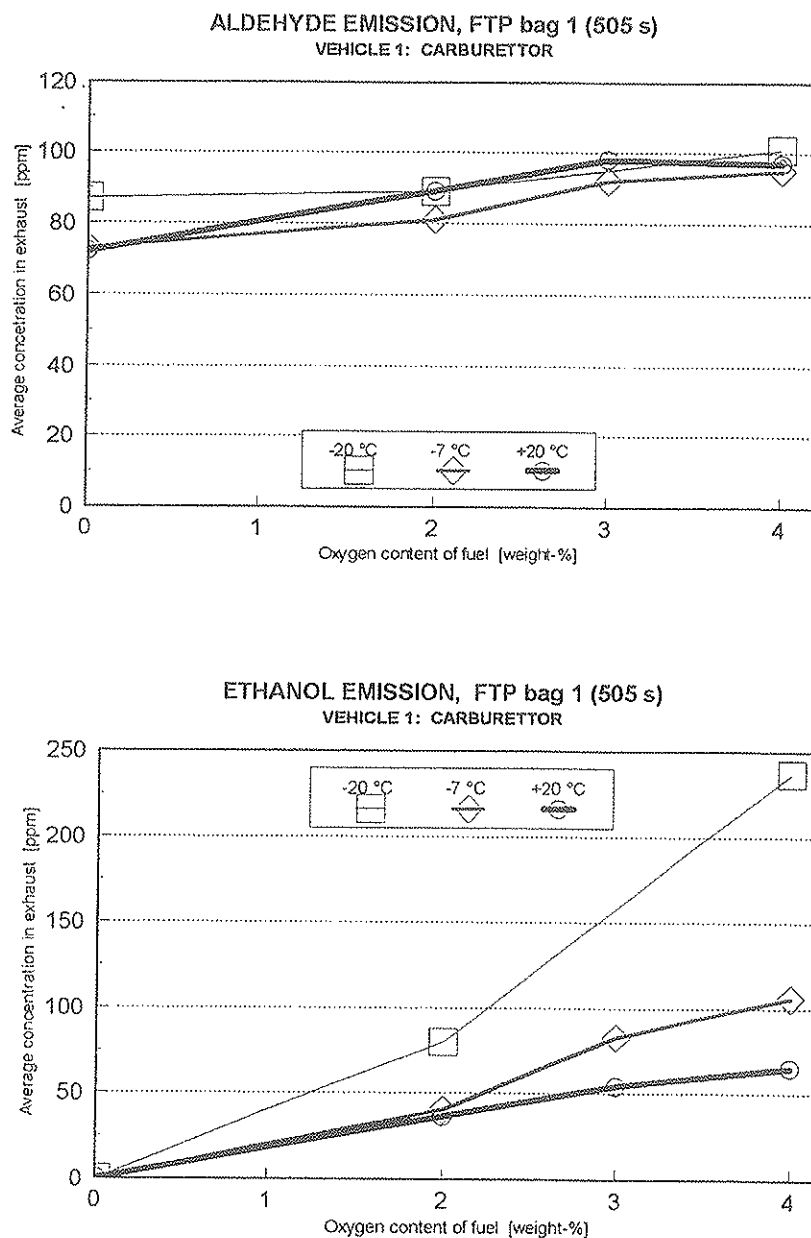 ALDEHYDE EMISSION, FTP bag 1 (505 s)
VEHICLE 1: CARBURETTOR
Average concetration in exhaust [ppm]
120
100
80
60
40
20
0
-20 °C -7 °C +20 °C
0 1 2 3 4
Oxygen content of fuel [weight-%]
ETHANOL EMISSION, FTP bag 1 (505 s)
VEHICLE 1: CARBURETTOR
Average concentration in exhaust [ppm]
250
200
150
100
50
0
-20 °C -7 °C +20 °C
0 1 2 3 4
Oxygen content of fuel [weight-%]